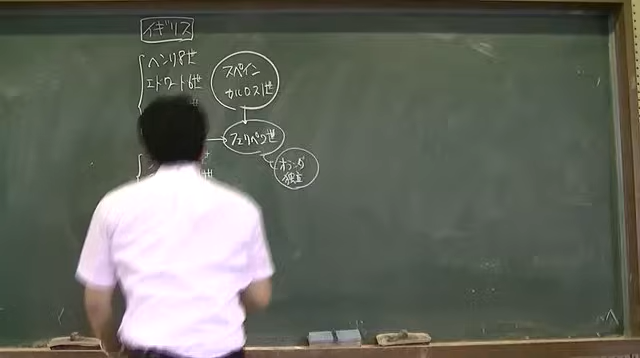 イギリス
ヘンリ8世
エドワード6世
スペイン
カルロス1世
フェリペ2世
オランダ
独立
世